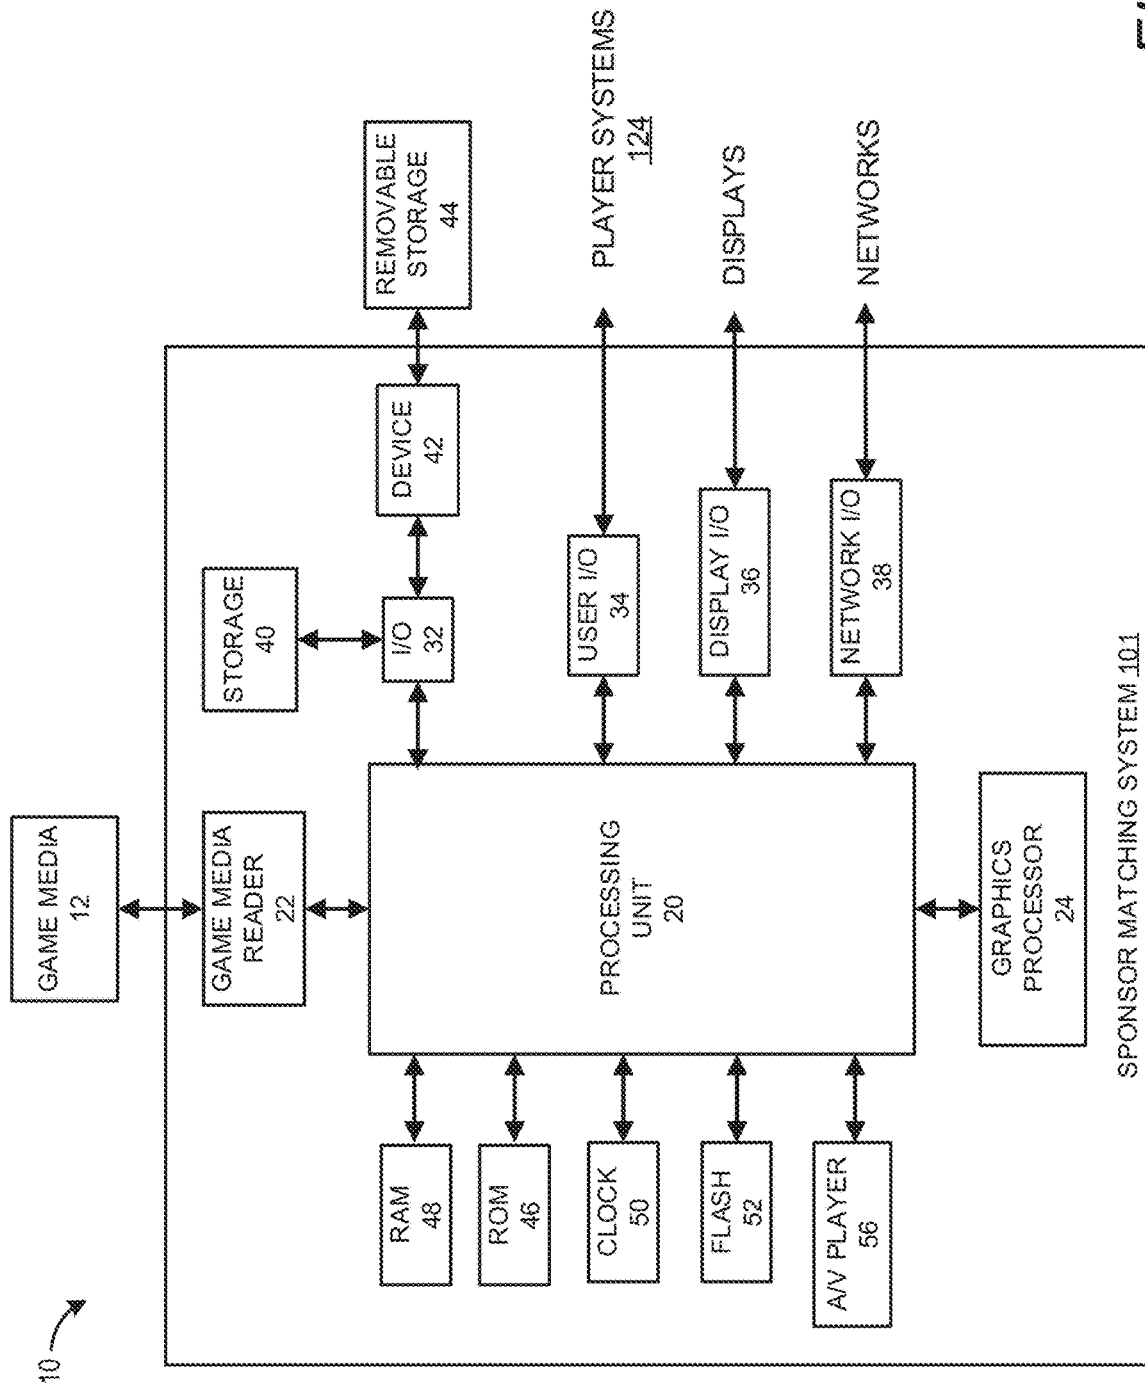 10
GAME MEDIA
12
GAME MEDIA
READER
22
STORAGE
40
I/O
32
DEVICE
42
REMOVABLE
STORAGE
44
RAM
48
ROM
46
CLOCK
50
FLASH
52
A/V PLAYER
56
PROCESSING
UNIT
20
USER I/O
34
PLAYER SYSTEMS
124
DISPLAY I/O
36
DISPLAYS
NETWORK I/O
38
NETWORKS
GRAPHICS
PROCESSOR
24
SPONSOR MATCHING SYSTEM 101